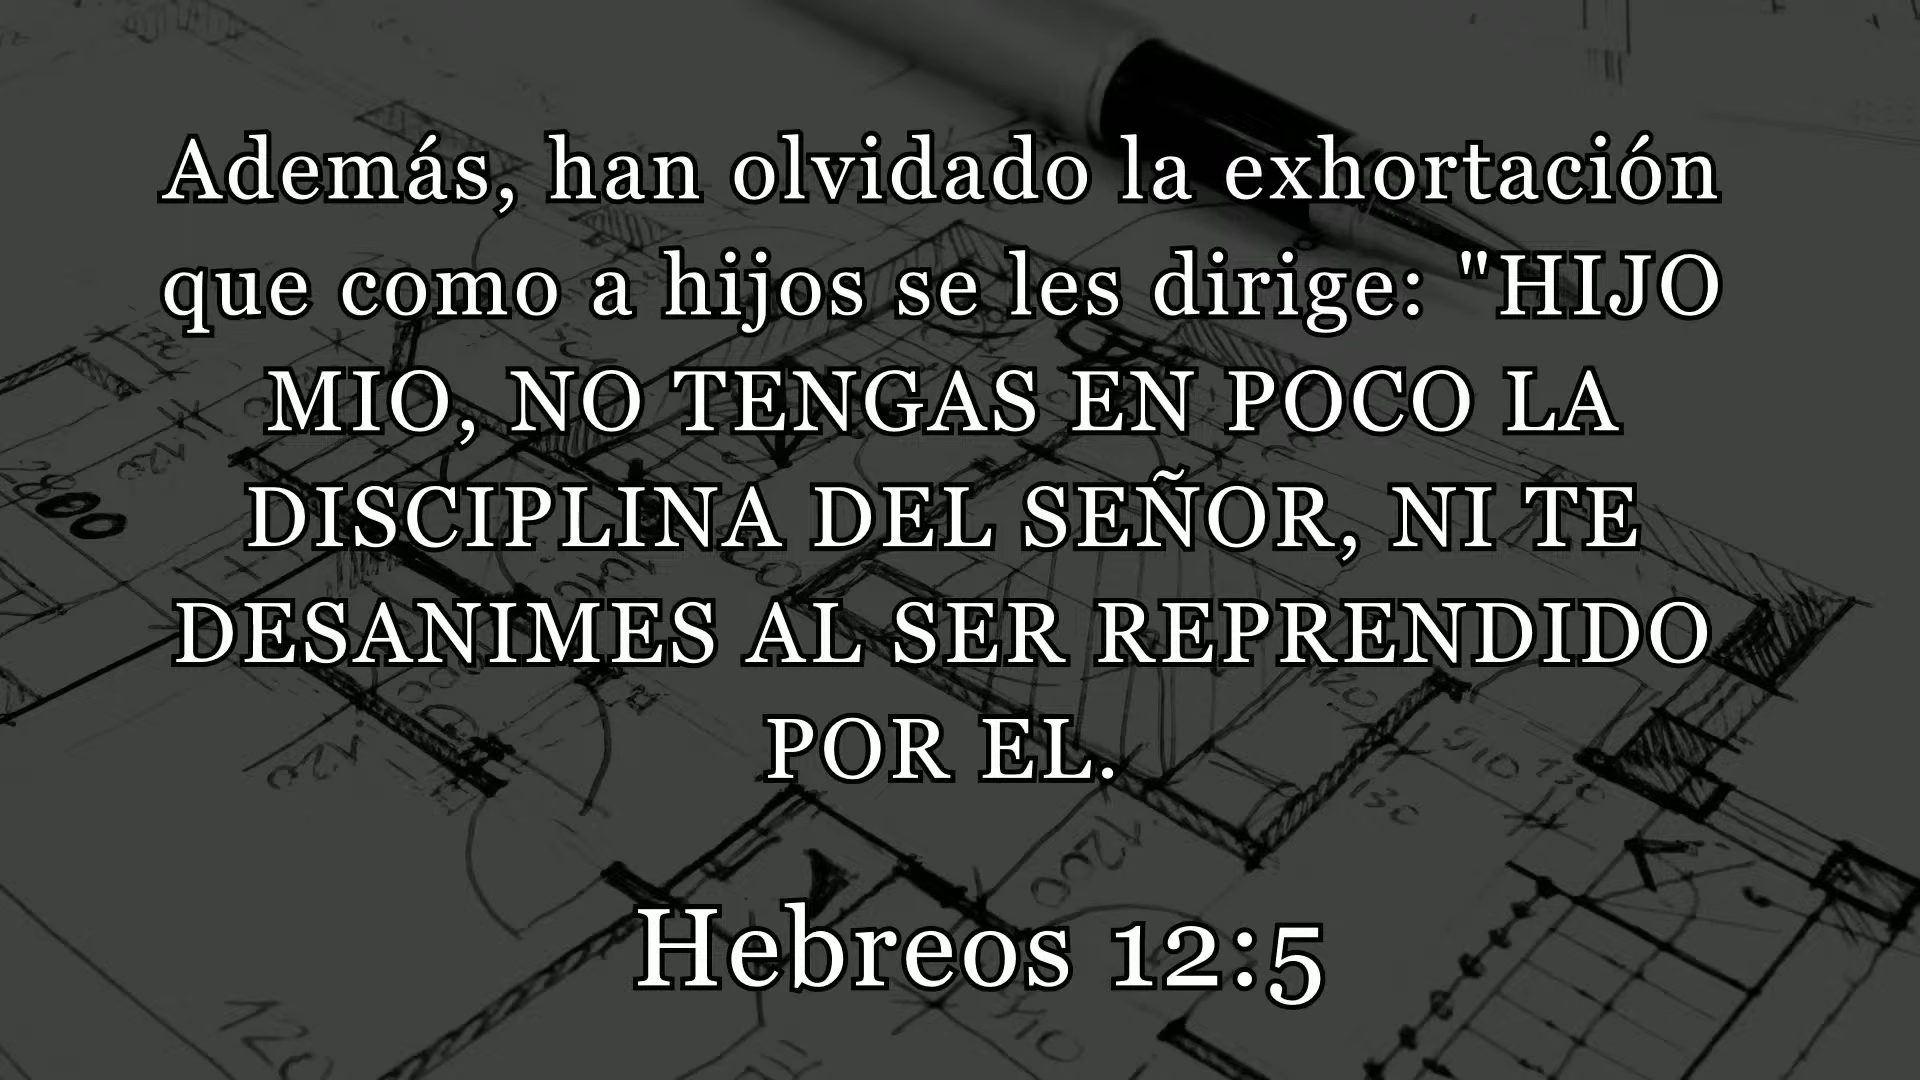 Además, han olvidado la exhortación
que como a hijos se les dirige: "HIJO
MIO, NO TENGAS EN POCO LA
DISCIPLINA DEL SEÑOR, NI TE
DESANIMES AL SER REPRENDIDO
POR EL.
Hebreos 12:5